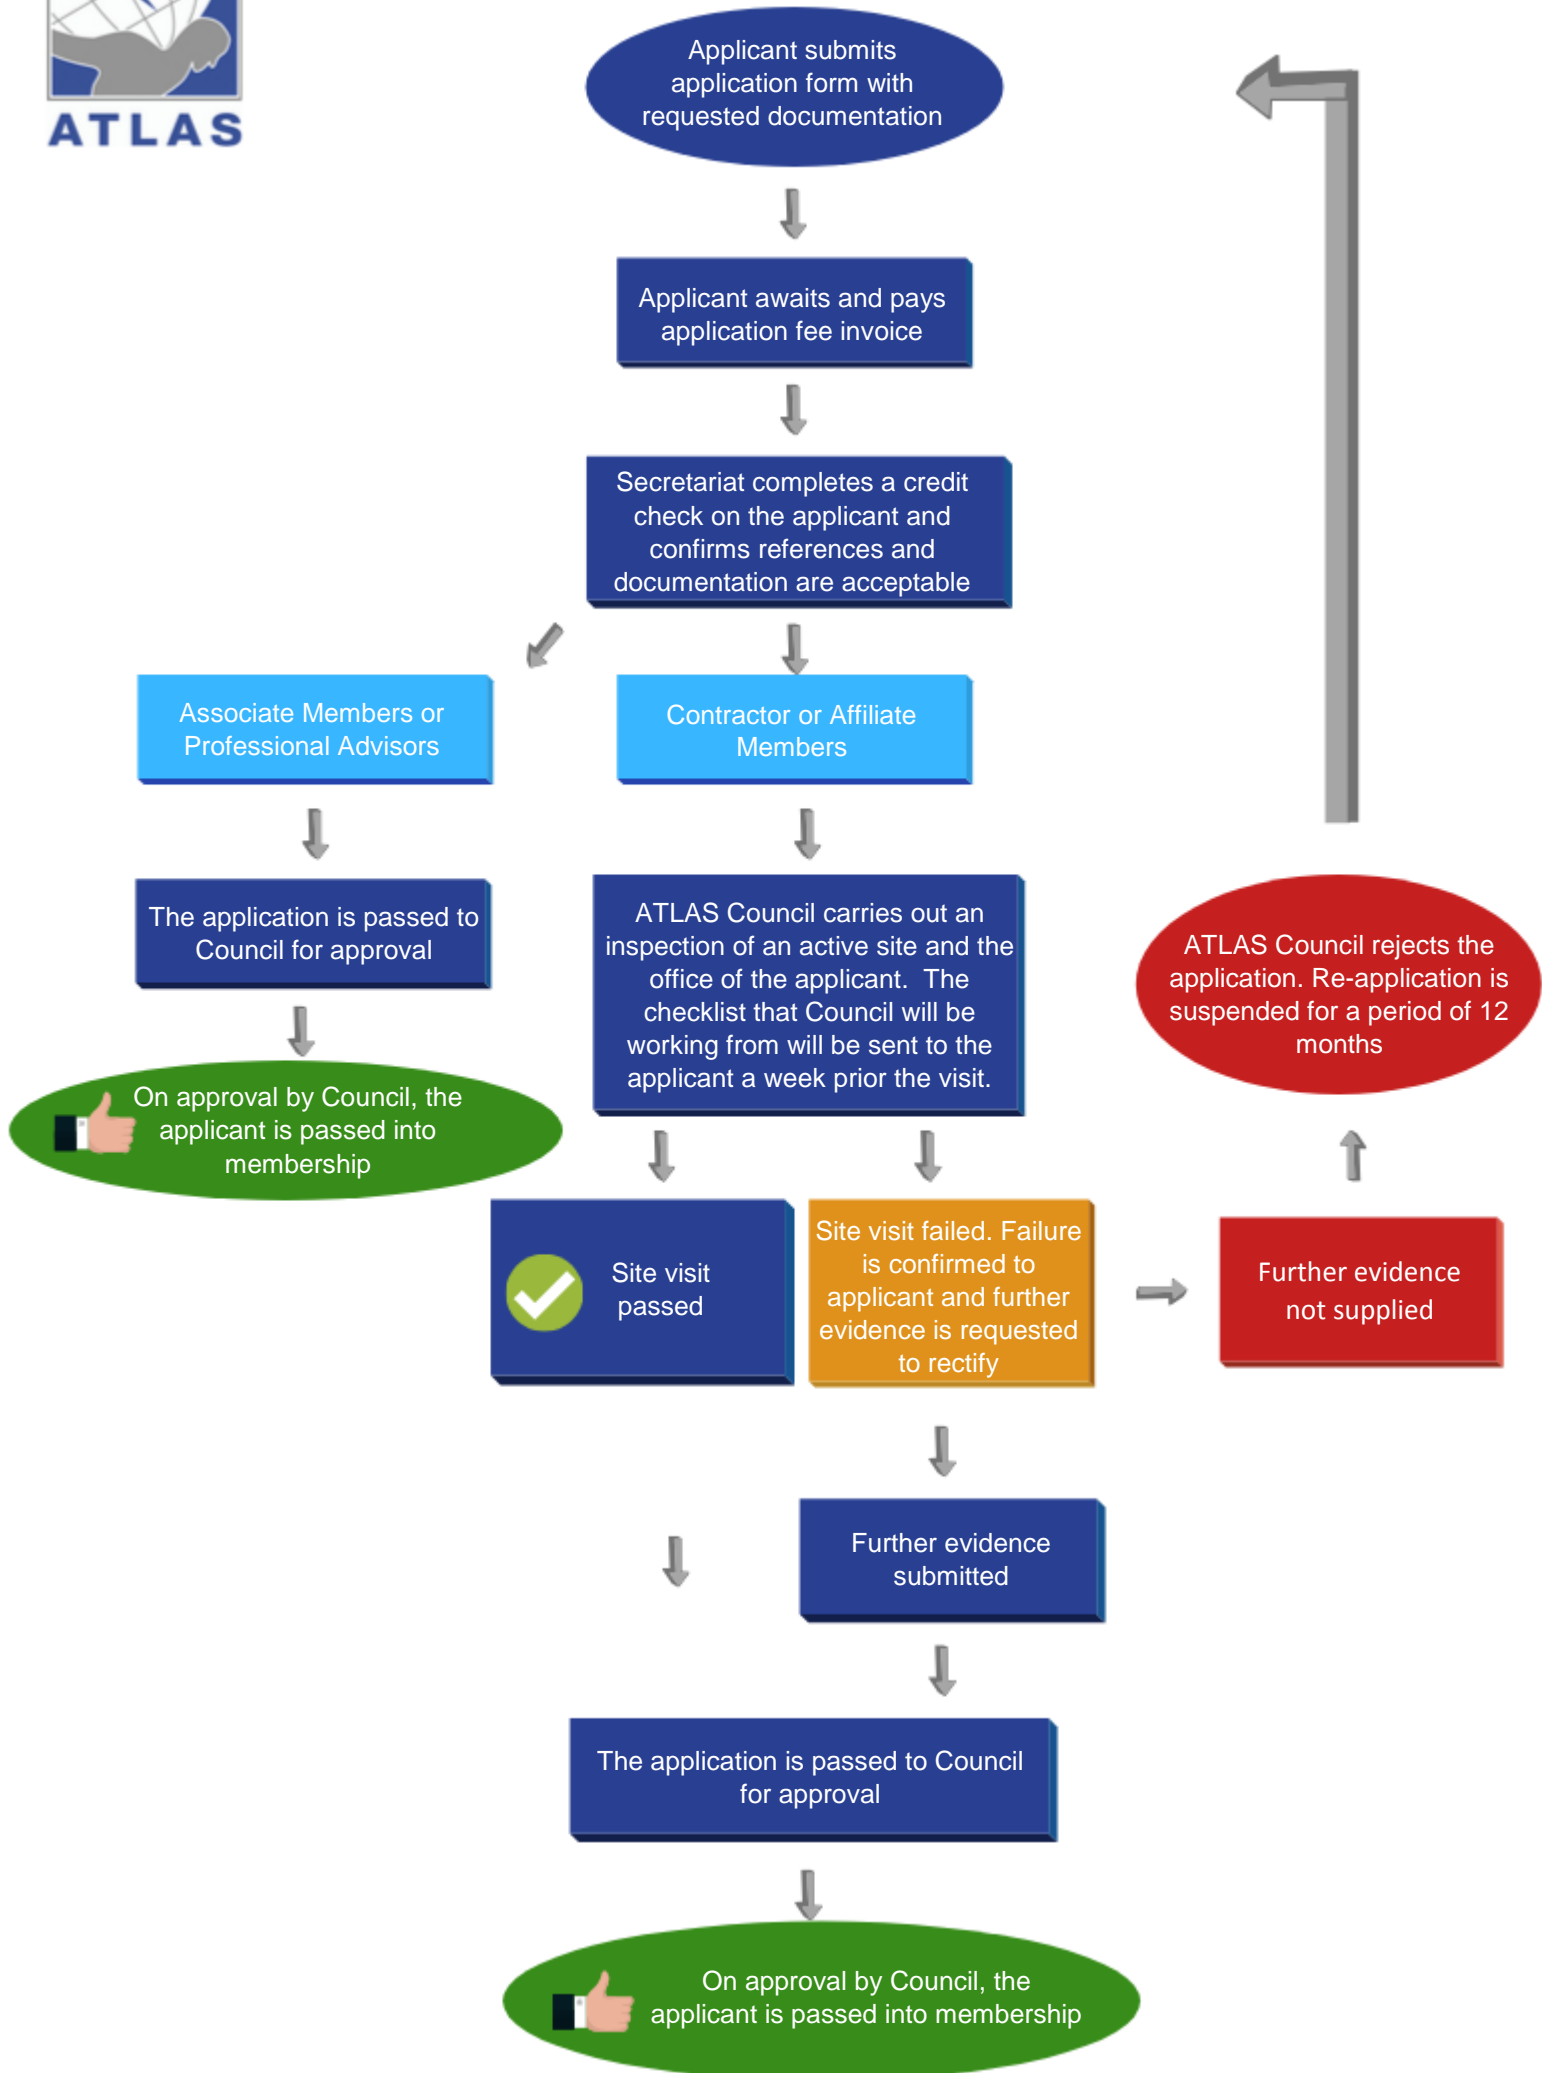 ATLAS
Applicant submits
application form with
requested documentation
Applicant awaits and pays
application fee invoice
Secretariat completes a credit
check on the applicant and
confirms references and
documentation are acceptable
Associate Members or
Professional Advisors
Contractor or Affiliate
Members
The application is passed to
Council for approval
ATLAS Council carries out an
inspection of an active site and the
office of the applicant.  The
checklist that Council will be
working from will be sent to the
applicant a week prior the visit.
ATLAS Council rejects the
application. Re-application is
suspended for a period of 12
months
On approval by Council, the
applicant is passed into
membership
Site visit
passed
Site visit failed. Failure
is confirmed to
applicant and further
evidence is requested
to rectify
Further evidence
not supplied
Further evidence
submitted
The application is passed to Council
for approval
On approval by Council, the
applicant is passed into membership